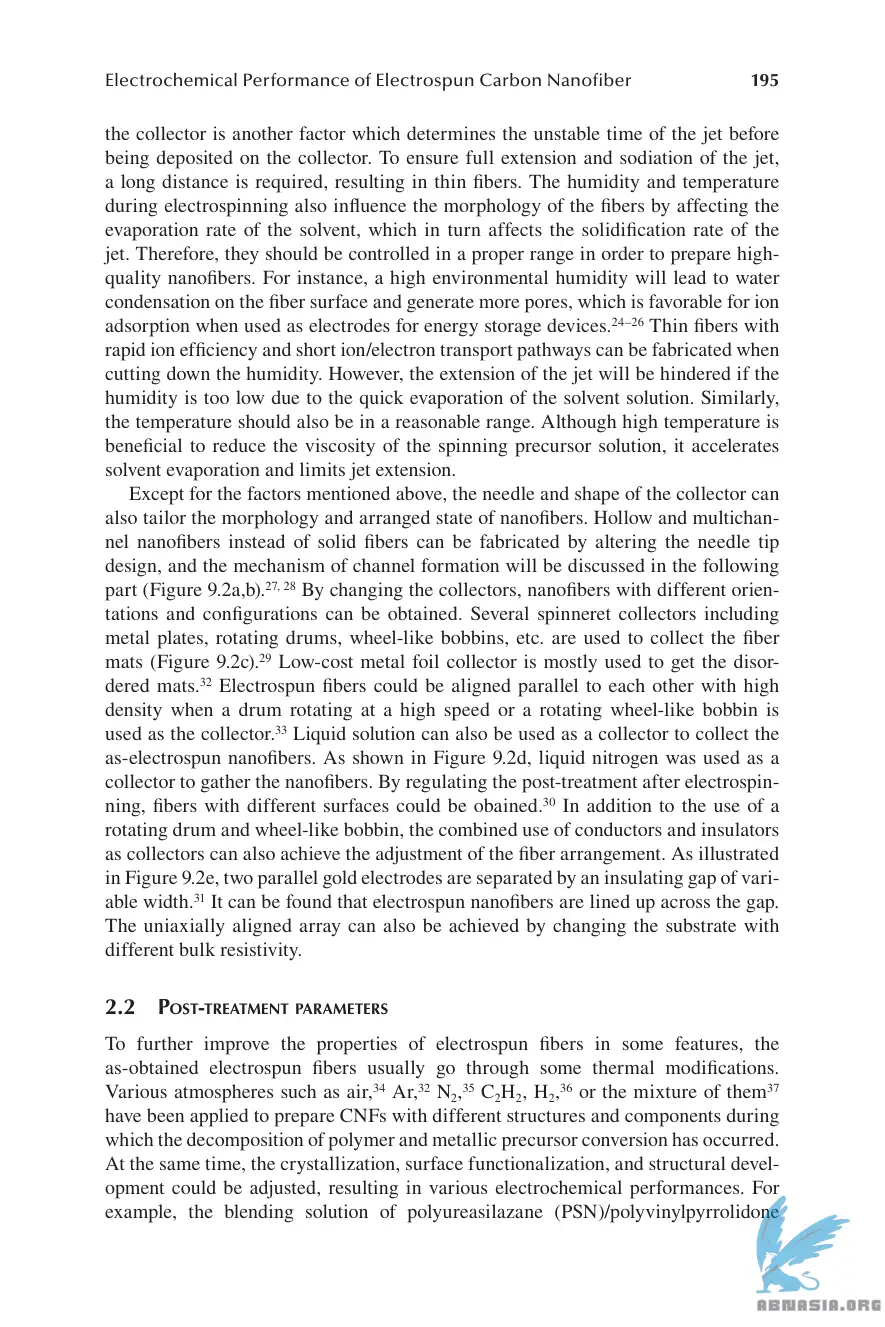 Electrochemical Performance of Electrospun Carbon Nanofiber 195
the collector is another factor which determines the unstable time of the jet before
being deposited on the collector. To ensure full extension and sodiation of the jet,
a long distance is required, resulting in thin fibers. The humidity and temperature
during electrospinning also influence the morphology of the fibers by affecting the
evaporation rate of the solvent, which in turn affects the solidification rate of the
jet. Therefore, they should be controlled in a proper range in order to prepare high-
quality nanofibers. For instance, a high environmental humidity will lead to water
condensation on the fiber surface and generate more pores, which is favorable for ion
adsorption when used as electrodes for energy storage devices.24–26 Thin fibers with
rapid ion efficiency and short ion/electron transport pathways can be fabricated when
cutting down the humidity. However, the extension of the jet will be hindered if the
humidity is too low due to the quick evaporation of the solvent solution. Similarly,
the temperature should also be in a reasonable range. Although high temperature is
beneficial to reduce the viscosity of the spinning precursor solution, it accelerates
solvent evaporation and limits jet extension.
Except for the factors mentioned above, the needle and shape of the collector can
also tailor the morphology and arranged state of nanofibers. Hollow and multichan-
nel nanofibers instead of solid fibers can be fabricated by altering the needle tip
design, and the mechanism of channel formation will be discussed in the following
part (Figure 9.2a,b).27, 28 By changing the collectors, nanofibers with different orien-
tations and configurations can be obtained. Several spinneret collectors including
metal plates, rotating drums, wheel-like bobbins, etc. are used to collect the fiber
mats (Figure 9.2c).29 Low-cost metal foil collector is mostly used to get the disor-
dered mats.32 Electrospun fibers could be aligned parallel to each other with high
density when a drum rotating at a high speed or a rotating wheel-like bobbin is
used as the collector.33 Liquid solution can also be used as a collector to collect the
as-electrospun nanofibers. As shown in Figure 9.2d, liquid nitrogen was used as a
collector to gather the nanofibers. By regulating the post-treatment after electrospin-
ning, fibers with different surfaces could be obained.30 In addition to the use of a
rotating drum and wheel-like bobbin, the combined use of conductors and insulators
as collectors can also achieve the adjustment of the fiber arrangement. As illustrated
in Figure 9.2e, two parallel gold electrodes are separated by an insulating gap of vari-
able width.31 It can be found that electrospun nanofibers are lined up across the gap.
The uniaxially aligned array can also be achieved by changing the substrate with
different bulk resistivity.
2.2 Post-treatment parameters
To further improve the properties of electrospun fibers in some features, the
as-obtained electrospun fibers usually go through some thermal modifications.
Various atmospheres such as air,34 Ar,32 N2,35 C2H2, H2,36 or the mixture of them37
have been applied to prepare CNFs with different structures and components during
which the decomposition of polymer and metallic precursor conversion has occurred.
At the same time, the crystallization, surface functionalization, and structural devel-
opment could be adjusted, resulting in various electrochemical performances. For
example, the blending solution of polyureasilazane (PSN)/polyvinylpyrrolidone
ABNASIA.ORG